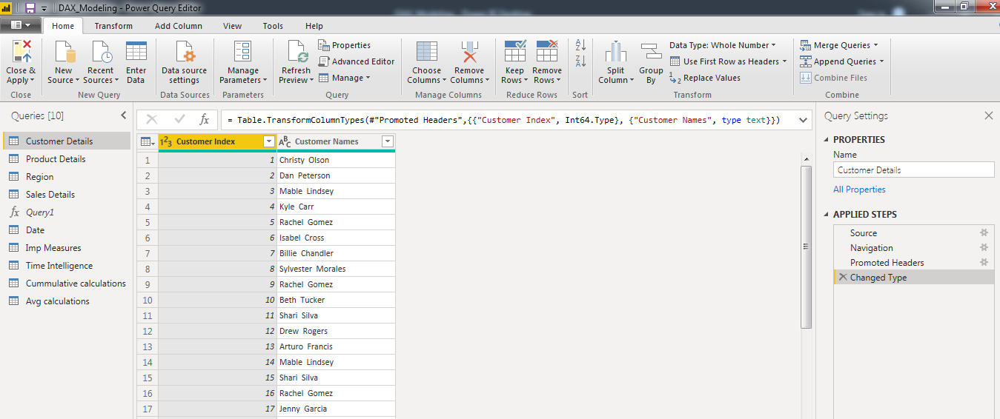 DAX_Modeling - Power Query Editor
Home Transform Add Column View Tools Help
Close & Apply
Close
New Source
Recent Sources
Enter Data
New Query
Data source settings
Data Sources
Manage Parameters
Parameters
Refresh Preview
Properties
Advanced Editor
Manage
Query
Choose Columns
Remove Columns
Manage Columns
Keep Rows
Remove Rows
Reduce Rows
Sort
Split Column
Group By
Data Type: Whole Number
Use First Row as Headers
Replace Values
Transform
Merge Queries
Append Queries
Combine Files
Combine
Queries [10]
Customer Details
Product Details
Region
Sales Details
fx Query1
Date
Imp Measures
Time Intelligence
Cummulative calculations
Avg calculations
fx = Table.TransformColumnTypes(#"Promoted Headers",{{"Customer Index", Int64.Type}, {"Customer Names", type text}})
123 Customer Index ABC Customer Names
1 1 Christy Olson
2 2 Dan Peterson
3 3 Mable Lindsey
4 4 Kyle Carr
5 5 Rachel Gomez
6 6 Isabel Cross
7 7 Billie Chandler
8 8 Sylvester Morales
9 9 Rachel Gomez
10 10 Beth Tucker
11 11 Shari Silva
12 12 Drew Rogers
13 13 Arturo Francis
14 14 Mable Lindsey
15 15 Shari Silva
16 16 Rachel Gomez
17 17 Jenny Garcia
Query Settings
PROPERTIES
Name
Customer Details
All Properties
APPLIED STEPS
Source
Navigation
Promoted Headers
Changed Type